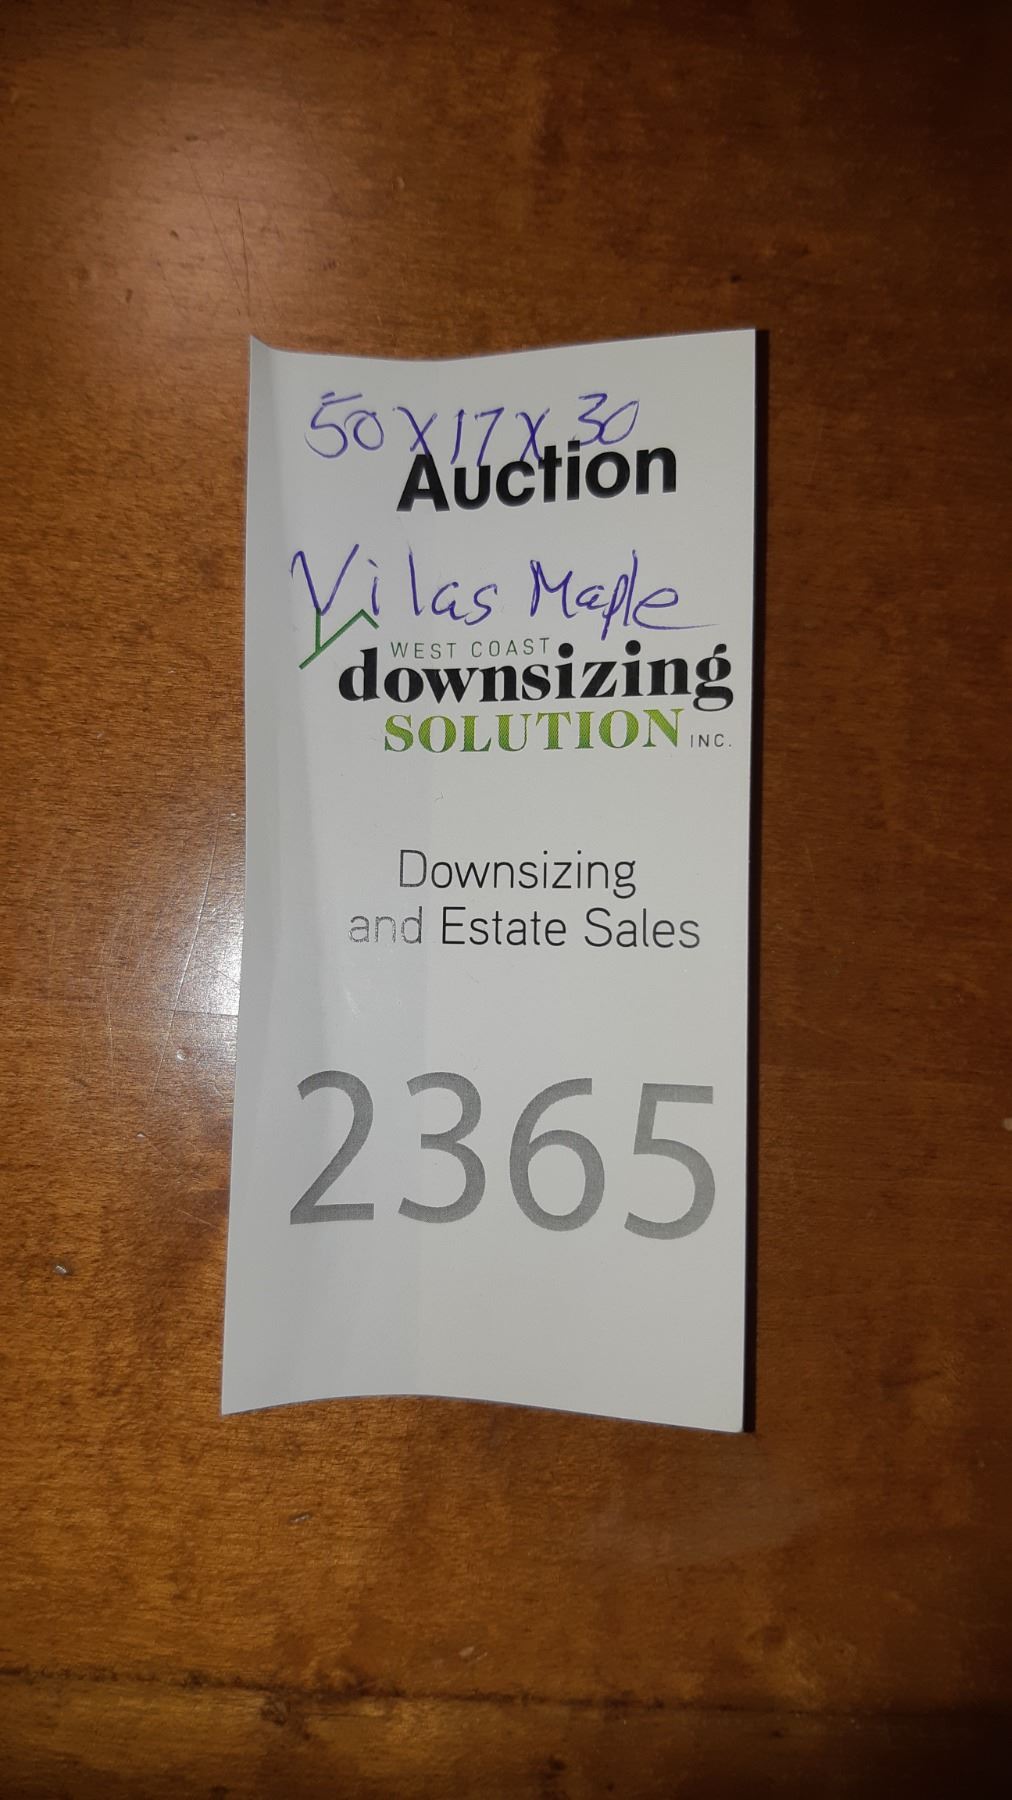 50 X 17 X 30
Auction
Vilas Maple
WEST COAST
downsizing
SOLUTION INC.
Downsizing
and Estate Sales
2365